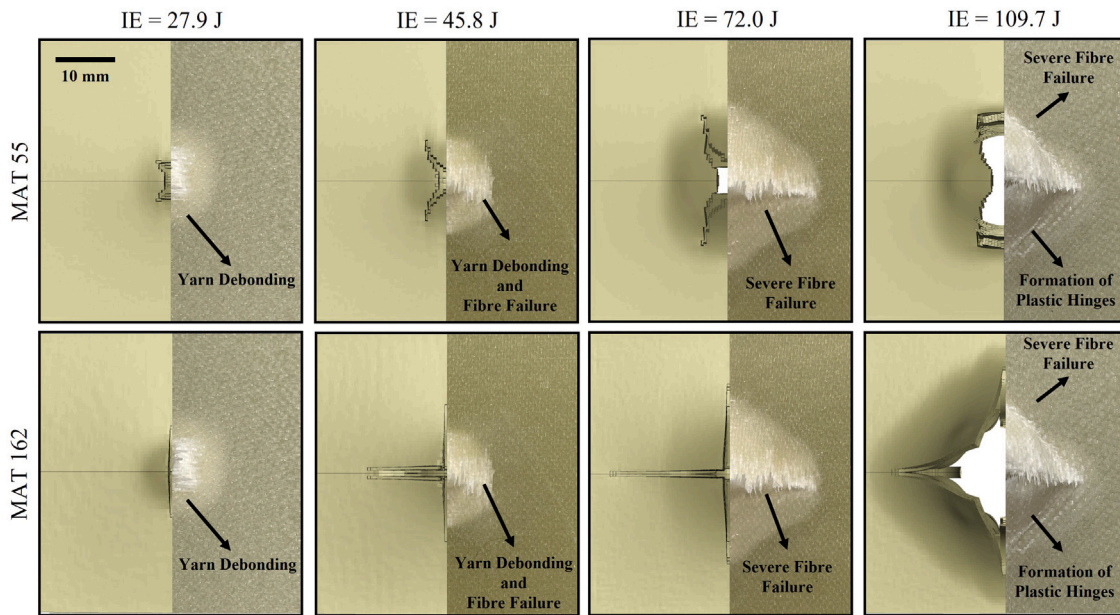 IE = 27.9 J
IE = 45.8 J
IE = 72.0 J
IE = 109.7 J
MAT 55
10 mm
Yarn Debonding
Yarn Debonding
and
Fibre Failure
Severe Fibre
Failure
Severe Fibre
Failure
Formation of
Plastic Hinges
MAT 162
Yarn Debonding
Yarn Debonding
and
Fibre Failure
Severe Fibre
Failure
Severe Fibre
Failure
Formation of
Plastic Hinges